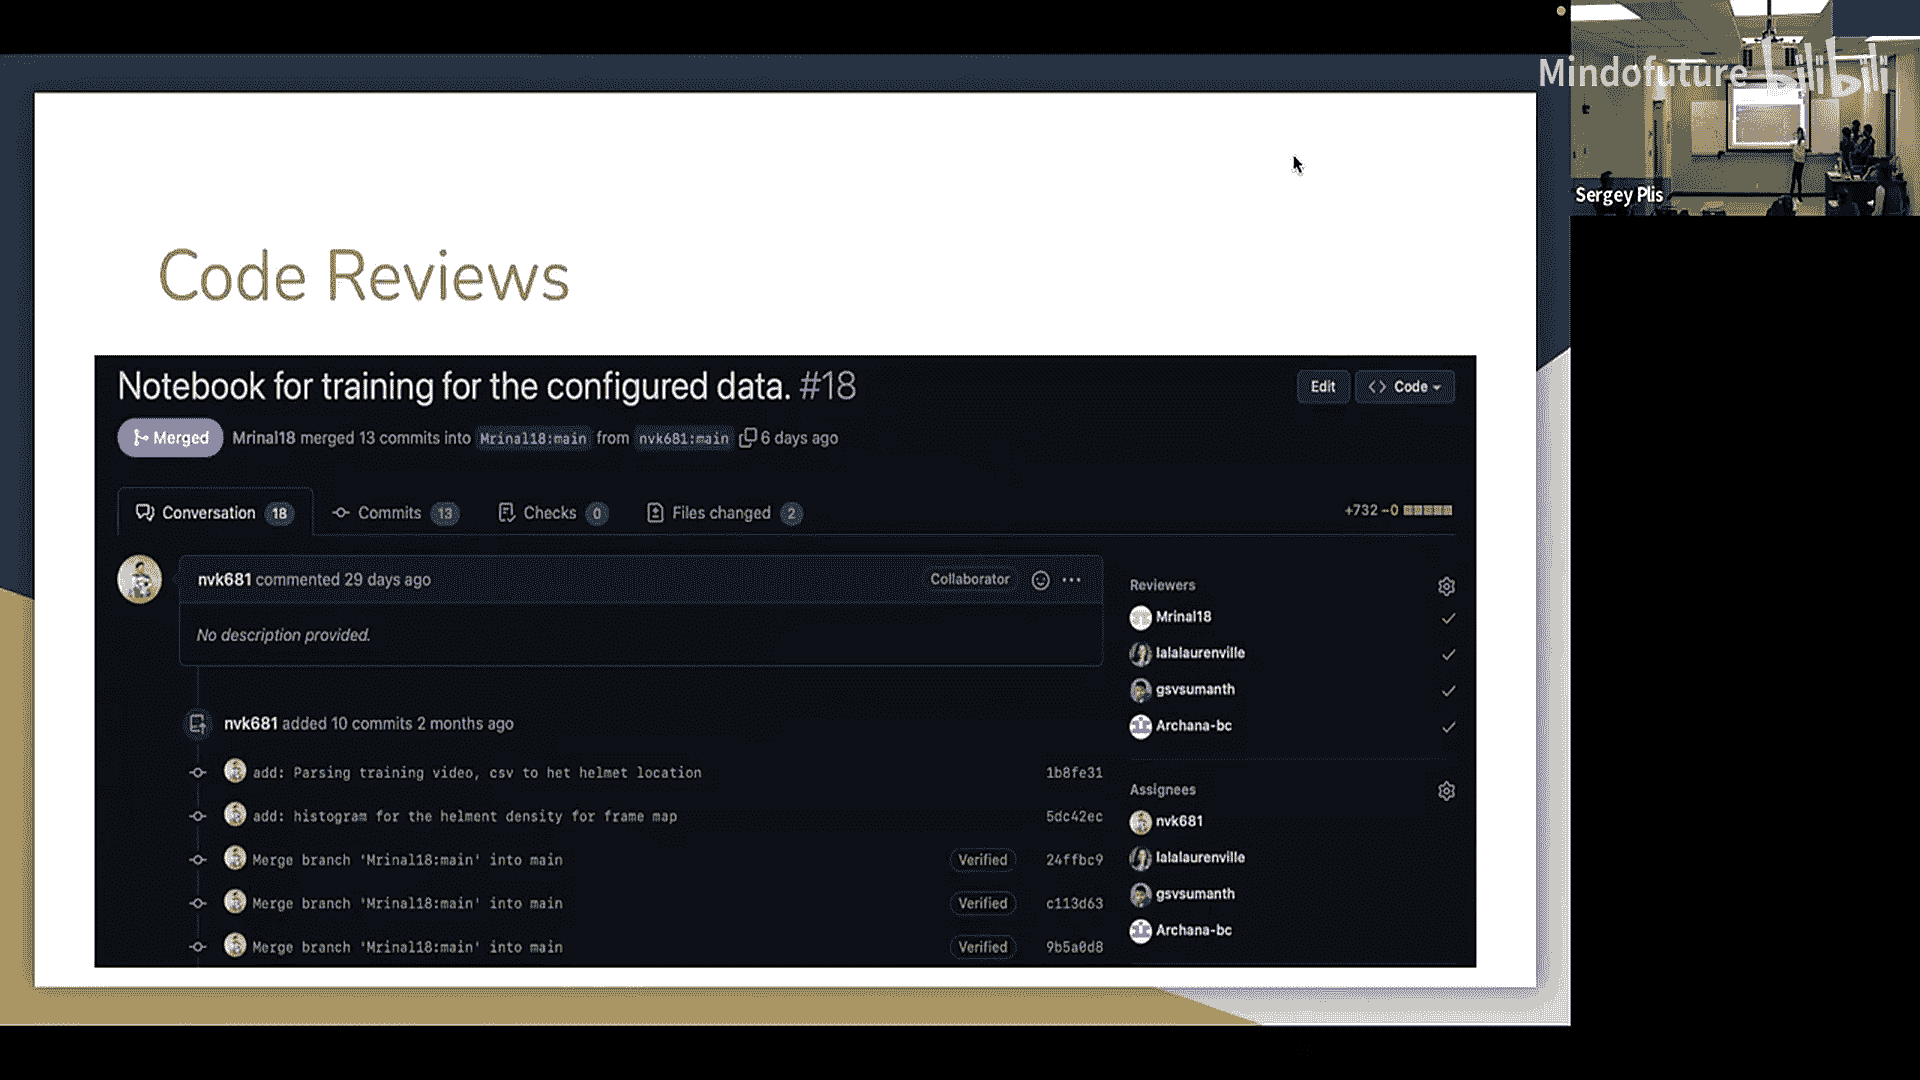 Mindofuture bilibili
Sergey Plis
Code Reviews
Notebook for training for the configured data. #18
Edit
<> Code
Merged
Mrinal18 merged 13 commits into Mrinal18:main from nvk681:main 6 days ago
Conversation 18
Commits 13
Checks 0
Files changed 2
+732 −0
nvk681 commented 29 days ago
Collaborator
No description provided.
nvk681 added 10 commits 2 months ago
add: Parsing training video, csv to het helmet location 1b8fe31
add: histogram for the helment density for frame map 5dc42ec
Merge branch 'Mrinal18:main' into main Verified 24ffbc9
Merge branch 'Mrinal18:main' into main Verified c113d63
Merge branch 'Mrinal18:main' into main Verified 9b5a0d8
Reviewers
Mrinal18
lalalaurenville
gsvsumanth
Archana-bc
Assignees
nvk681
lalalaurenville
gsvsumanth
Archana-bc